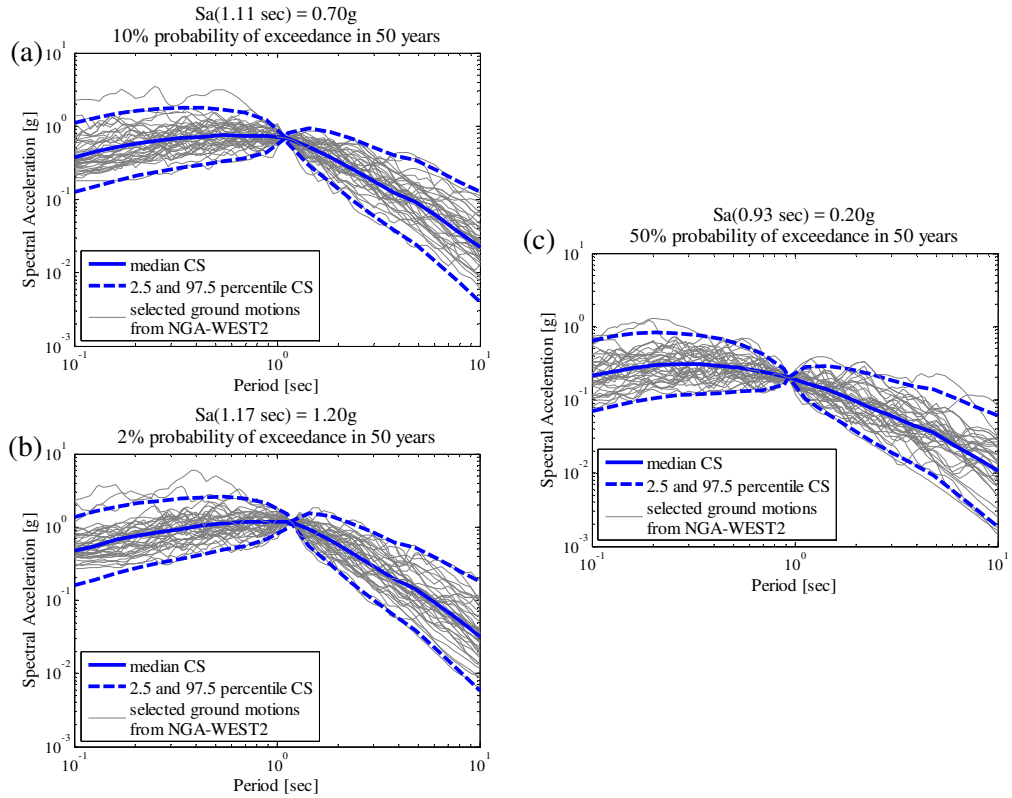 Sa(1.11 sec) = 0.70g
10% probability of exceedance in 50 years
(a)
10^1
10^0
10^-1
10^-2
10^-3
Spectral Acceleration [g]
median CS
2.5 and 97.5 percentile CS
selected ground motions
from NGA-WEST2
10^-1
10^0
10^1
Period [sec]
Sa(1.17 sec) = 1.20g
2% probability of exceedance in 50 years
(b)
10^1
10^0
10^-1
10^-2
10^-3
Spectral Acceleration [g]
median CS
2.5 and 97.5 percentile CS
selected ground motions
from NGA-WEST2
10^-1
10^0
10^1
Period [sec]
Sa(0.93 sec) = 0.20g
50% probability of exceedance in 50 years
(c)
10^1
10^0
10^-1
10^-2
10^-3
Spectral Acceleration [g]
median CS
2.5 and 97.5 percentile CS
selected ground motions
from NGA-WEST2
10^-1
10^0
10^1
Period [sec]